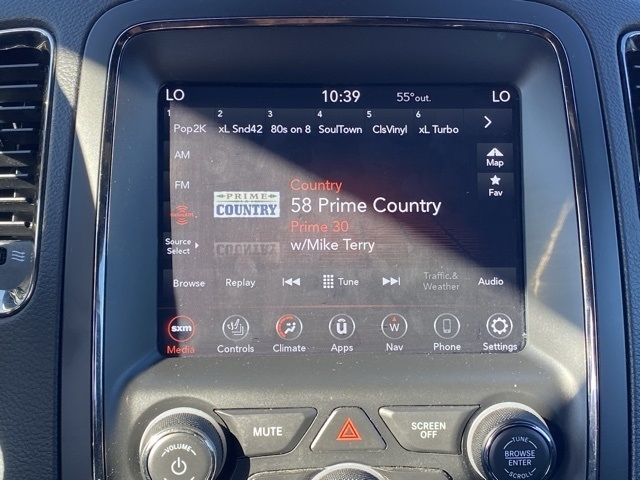 LO 10:39 55° out. LO
1 2 3 4 5 6
Pop2K xL Snd42 80s on 8 SoulTown ClsVinyl xL Turbo
AM
Map
FM
Fav
Country
PRIME
COUNTRY
58 Prime Country
Prime 30
w/Mike Terry
Source
Select
Browse Replay Tune Traffic &
Weather Audio
sxm ü W
Media Controls Climate Apps Nav Phone Settings
VOLUME
MUTE
SCREEN
OFF
TUNE
BROWSE
ENTER
SCROLL